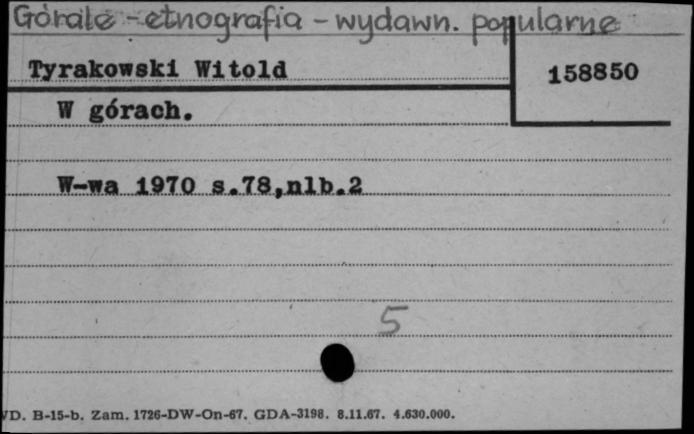 Górale - etnografia - wydawn. popularne
Tyrakowski Witold
158850
W górach.
W-wa 1970 s.78,nlb.2
5
VD. B-15-b. Zam. 1726-DW-On-67. GDA-3198. 8.11.67. 4.630.000.